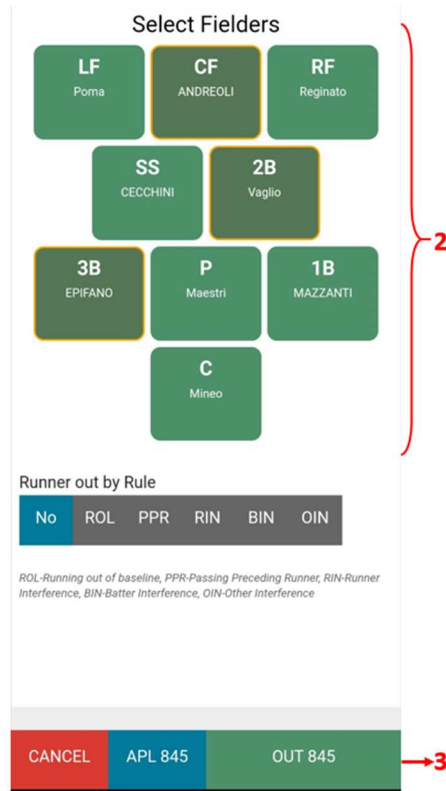 Select Fielders
LF CF RF
Poma ANDREOLI Reginato
SS 2B
CECCHINI Vaglio
2
3B P 1B
EPIFANO Maestri MAZZANTI
C
Mineo
Runner out by Rule
No ROL PPR RIN BIN OIN
ROL-Running out of baseline, PPR-Passing Preceding Runner, RIN-Runner
Interference, BIN-Batter Interference, OIN-Other Interference
CANCEL APL 845 OUT 845 3